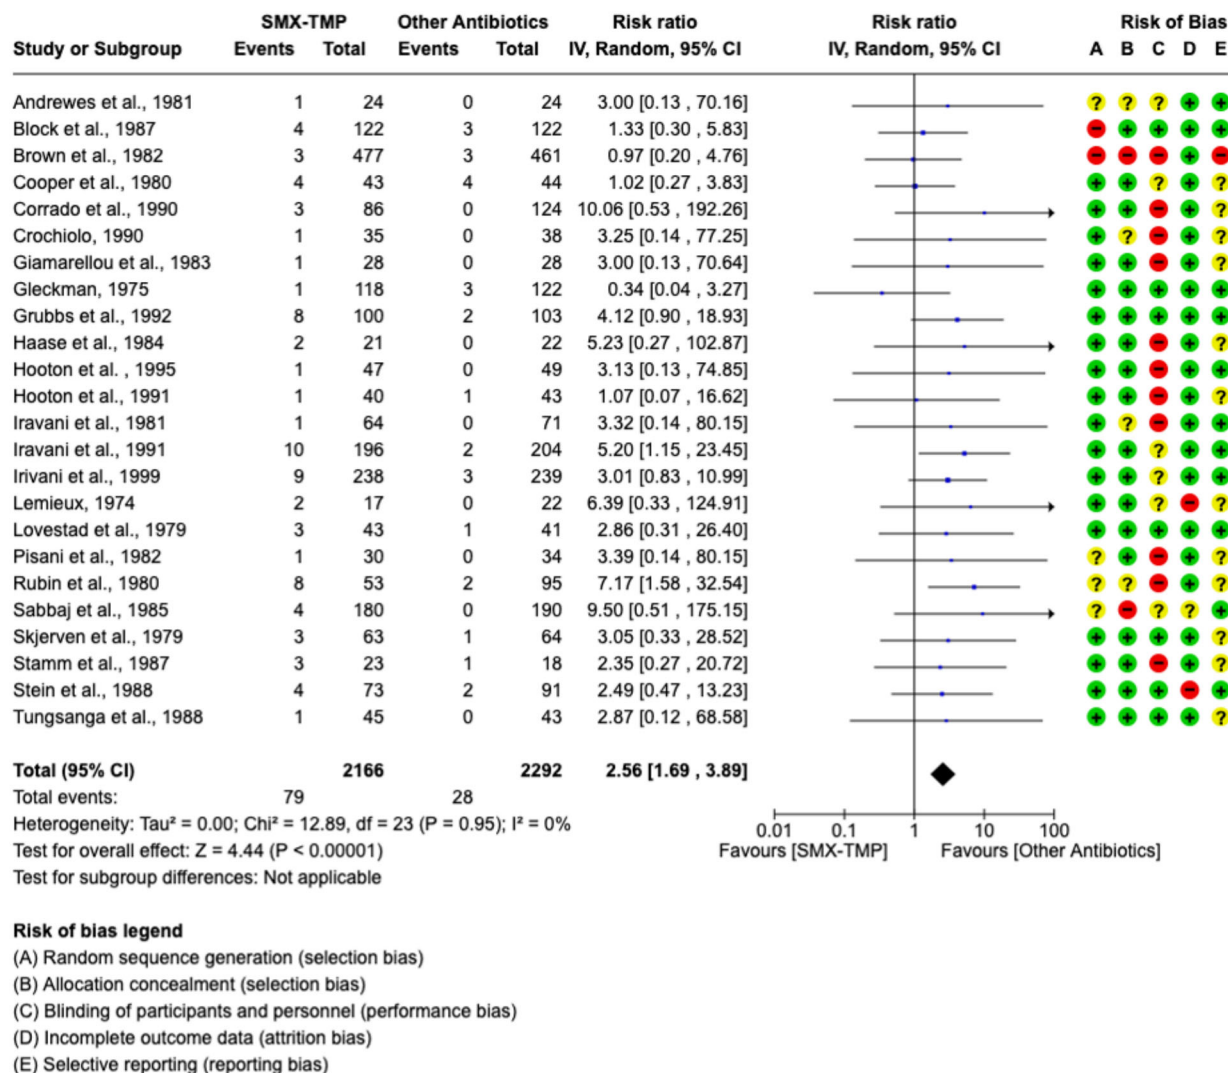 SMX-TMP Other Antibiotics Risk ratio Risk ratio Risk of Bias
Study or Subgroup Events Total Events Total IV, Random, 95% CI IV, Random, 95% CI A B C D E
Andrewes et al., 1981 1 24 0 24 3.00 [0.13 , 70.16] ? ? ? + +
Block et al., 1987 4 122 3 122 1.33 [0.30 , 5.83] - + + + +
Brown et al., 1982 3 477 3 461 0.97 [0.20 , 4.76] - - - + -
Cooper et al., 1980 4 43 4 44 1.02 [0.27 , 3.83] + + ? + ?
Corrado et al., 1990 3 86 0 124 10.06 [0.53 , 192.26] + + - + ?
Crochiolo, 1990 1 35 0 38 3.25 [0.14 , 77.25] + ? - + ?
Giamarellou et al., 1983 1 28 0 28 3.00 [0.13 , 70.64] + + - + ?
Gleckman, 1975 1 118 3 122 0.34 [0.04 , 3.27] + + + + +
Grubbs et al., 1992 8 100 2 103 4.12 [0.90 , 18.93] + + + + +
Haase et al., 1984 2 21 0 22 5.23 [0.27 , 102.87] + + - + ?
Hooton et al. , 1995 1 47 0 49 3.13 [0.13 , 74.85] + + - + +
Hooton et al., 1991 1 40 1 43 1.07 [0.07 , 16.62] + + - + ?
Iravani et al., 1981 1 64 0 71 3.32 [0.14 , 80.15] + ? - + +
Iravani et al., 1991 10 196 2 204 5.20 [1.15 , 23.45] + + ? + +
Irivani et al., 1999 9 238 3 239 3.01 [0.83 , 10.99] + + ? + +
Lemieux, 1974 2 17 0 22 6.39 [0.33 , 124.91] + + ? - ?
Lovestad et al., 1979 3 43 1 41 2.86 [0.31 , 26.40] + + + + +
Pisani et al., 1982 1 30 0 34 3.39 [0.14 , 80.15] ? + - + ?
Rubin et al., 1980 8 53 2 95 7.17 [1.58 , 32.54] ? ? - + ?
Sabbaj et al., 1985 4 180 0 190 9.50 [0.51 , 175.15] ? - ? ? +
Skjerven et al., 1979 3 63 1 64 3.05 [0.33 , 28.52] + + + + ?
Stamm et al., 1987 3 23 1 18 2.35 [0.27 , 20.72] + + - + ?
Stein et al., 1988 4 73 2 91 2.49 [0.47 , 13.23] + + + - +
Tungsanga et al., 1988 1 45 0 43 2.87 [0.12 , 68.58] + + + + ?
Total (95% CI) 2166 2292 2.56 [1.69 , 3.89]
Total events: 79 28
Heterogeneity: Tau² = 0.00; Chi² = 12.89, df = 23 (P = 0.95); I² = 0%
0.01 0.1 1 10 100
Test for overall effect: Z = 4.44 (P < 0.00001)
Favours [SMX-TMP] Favours [Other Antibiotics]
Test for subgroup differences: Not applicable
Risk of bias legend
(A) Random sequence generation (selection bias)
(B) Allocation concealment (selection bias)
(C) Blinding of participants and personnel (performance bias)
(D) Incomplete outcome data (attrition bias)
(E) Selective reporting (reporting bias)